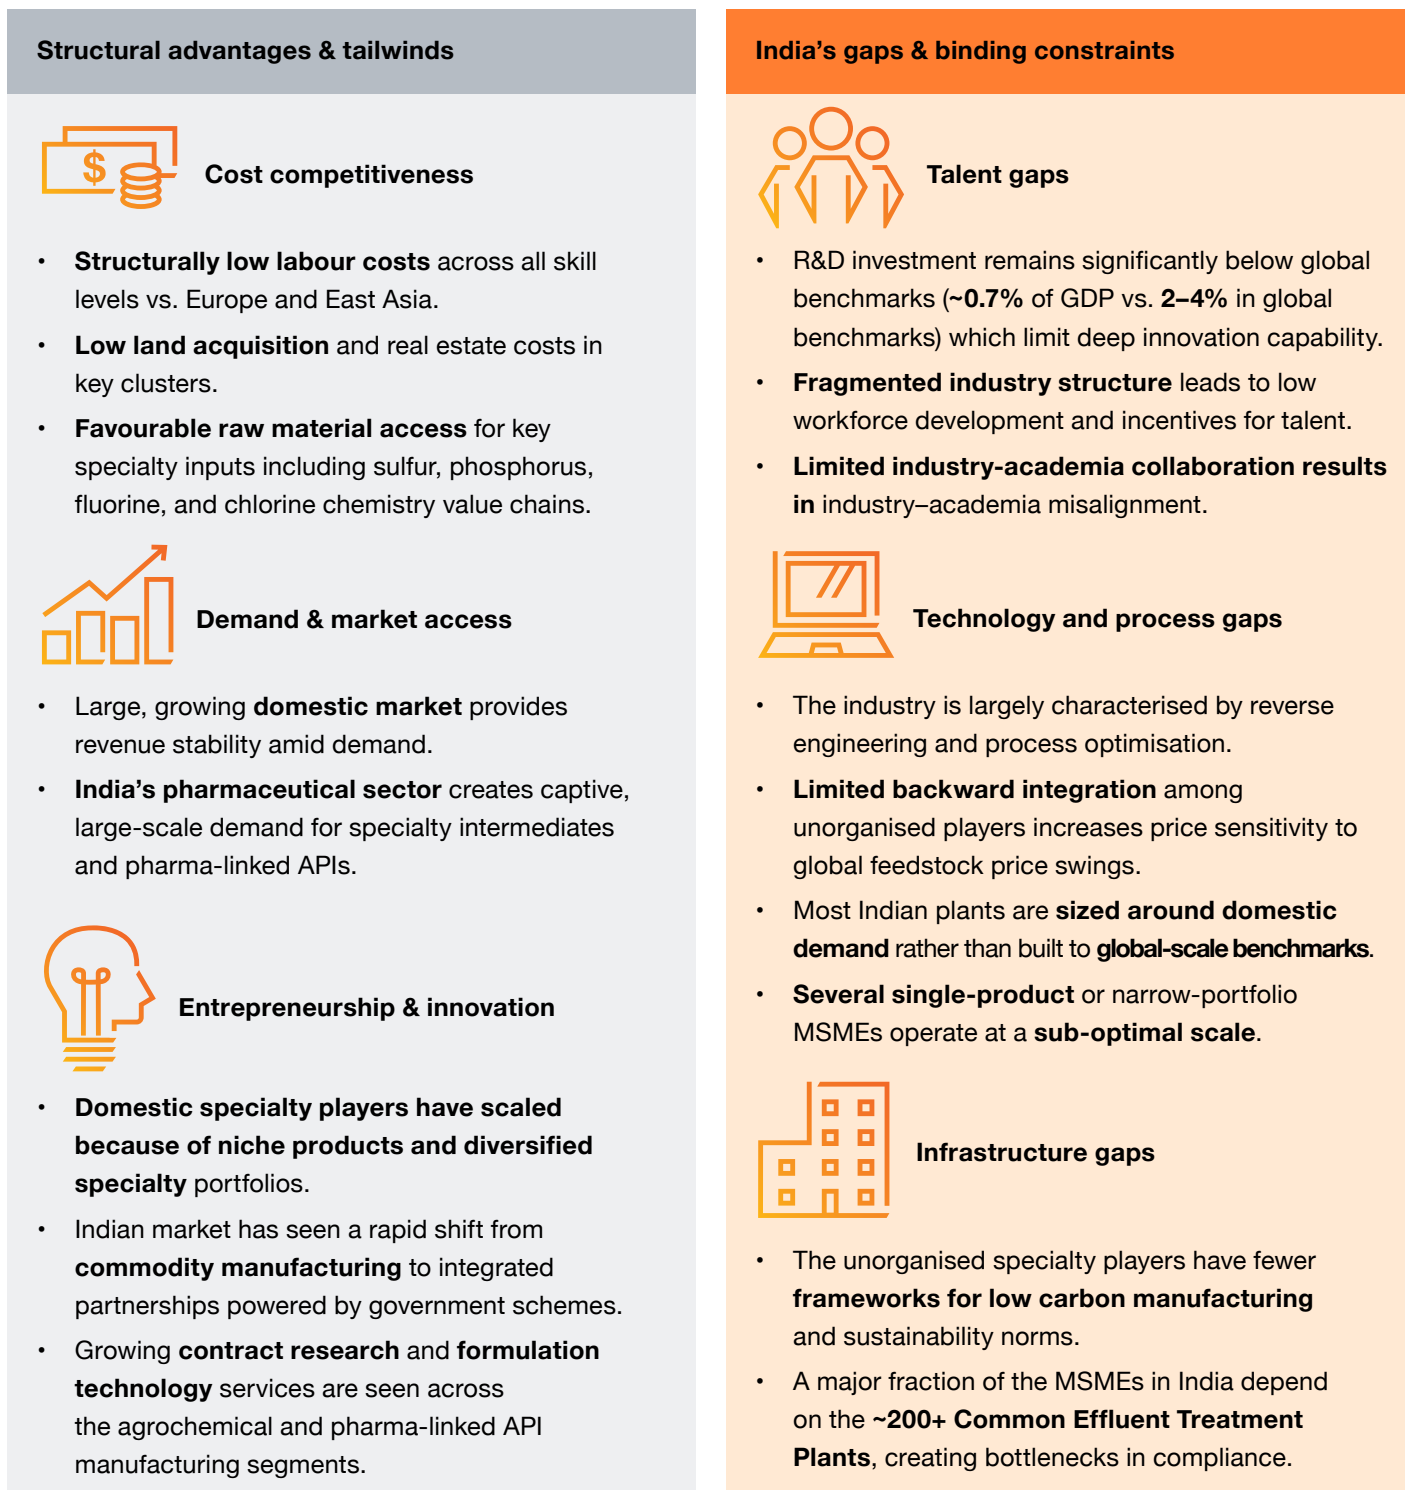 Structural advantages & tailwinds
$
Cost competitiveness
• Structurally low labour costs across all skill
levels vs. Europe and East Asia.
• Low land acquisition and real estate costs in
key clusters.
• Favourable raw material access for key
specialty inputs including sulfur, phosphorus,
fluorine, and chlorine chemistry value chains.
Demand & market access
• Large, growing domestic market provides
revenue stability amid demand.
• India's pharmaceutical sector creates captive,
large-scale demand for specialty intermediates
and pharma-linked APIs.
Entrepreneurship & innovation
• Domestic specialty players have scaled
because of niche products and diversified
specialty portfolios.
• Indian market has seen a rapid shift from
commodity manufacturing to integrated
partnerships powered by government schemes.
• Growing contract research and formulation
technology services are seen across
the agrochemical and pharma-linked API
manufacturing segments.
India's gaps & binding constraints
Talent gaps
• R&D investment remains significantly below global
benchmarks (~0.7% of GDP vs. 2–4% in global
benchmarks) which limit deep innovation capability.
• Fragmented industry structure leads to low
workforce development and incentives for talent.
• Limited industry-academia collaboration results
in industry–academia misalignment.
Technology and process gaps
• The industry is largely characterised by reverse
engineering and process optimisation.
• Limited backward integration among
unorganised players increases price sensitivity to
global feedstock price swings.
• Most Indian plants are sized around domestic
demand rather than built to global-scale benchmarks.
• Several single-product or narrow-portfolio
MSMEs operate at a sub-optimal scale.
Infrastructure gaps
• The unorganised specialty players have fewer
frameworks for low carbon manufacturing
and sustainability norms.
• A major fraction of the MSMEs in India depend
on the ~200+ Common Effluent Treatment
Plants, creating bottlenecks in compliance.